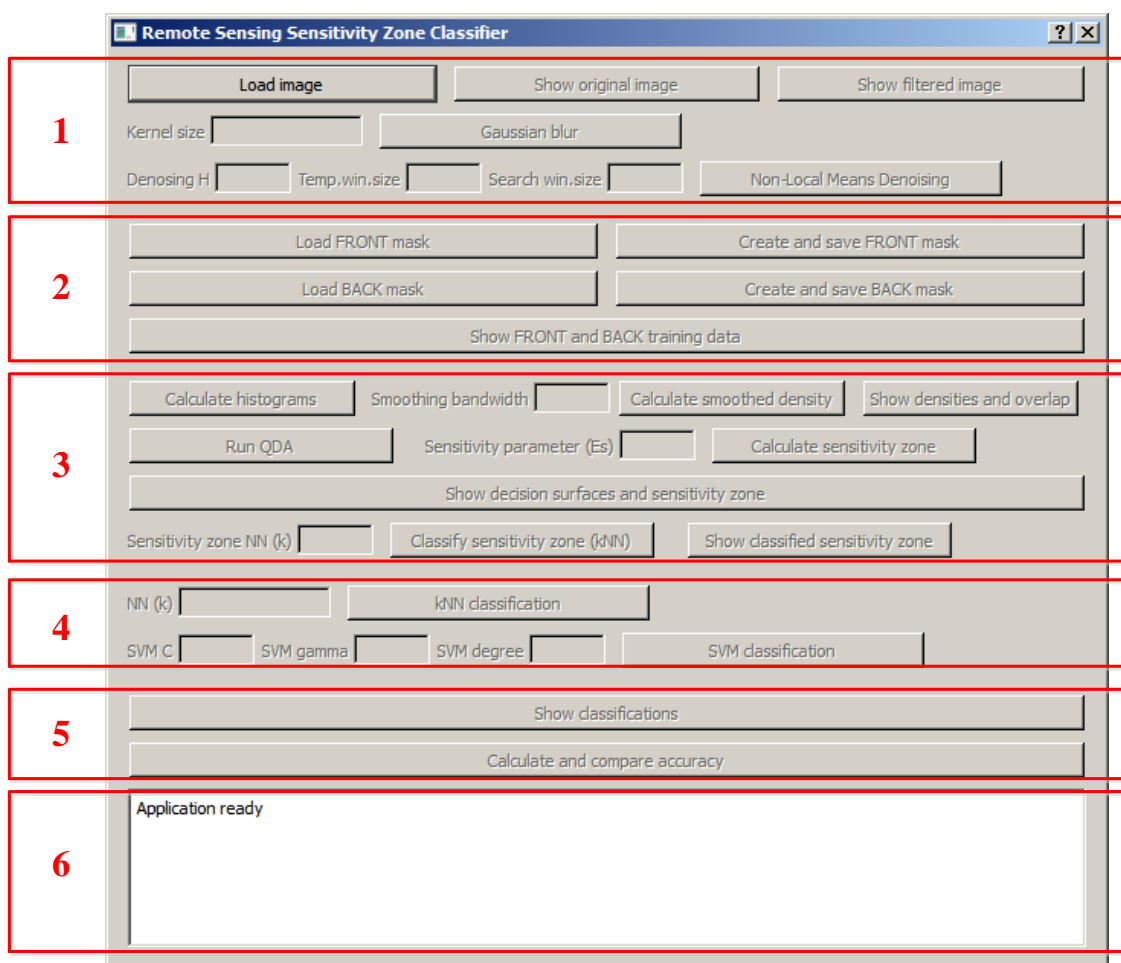 Remote Sensing Sensitivity Zone Classifier ? X
1
Load image Show original image Show filtered image
Kernel size Gaussian blur
Denosing H Temp.win.size Search win.size Non-Local Means Denoising
2
Load FRONT mask Create and save FRONT mask
Load BACK mask Create and save BACK mask
Show FRONT and BACK training data
3
Calculate histograms Smoothing bandwidth Calculate smoothed density Show densities and overlap
Run QDA Sensitivity parameter (Es) Calculate sensitivity zone
Show decision surfaces and sensitivity zone
Sensitivity zone NN (k) Classify sensitivity zone (kNN) Show classified sensitivity zone
4
NN (k) kNN classification
SVM C SVM gamma SVM degree SVM classification
5
Show classifications
Calculate and compare accuracy
6
Application ready